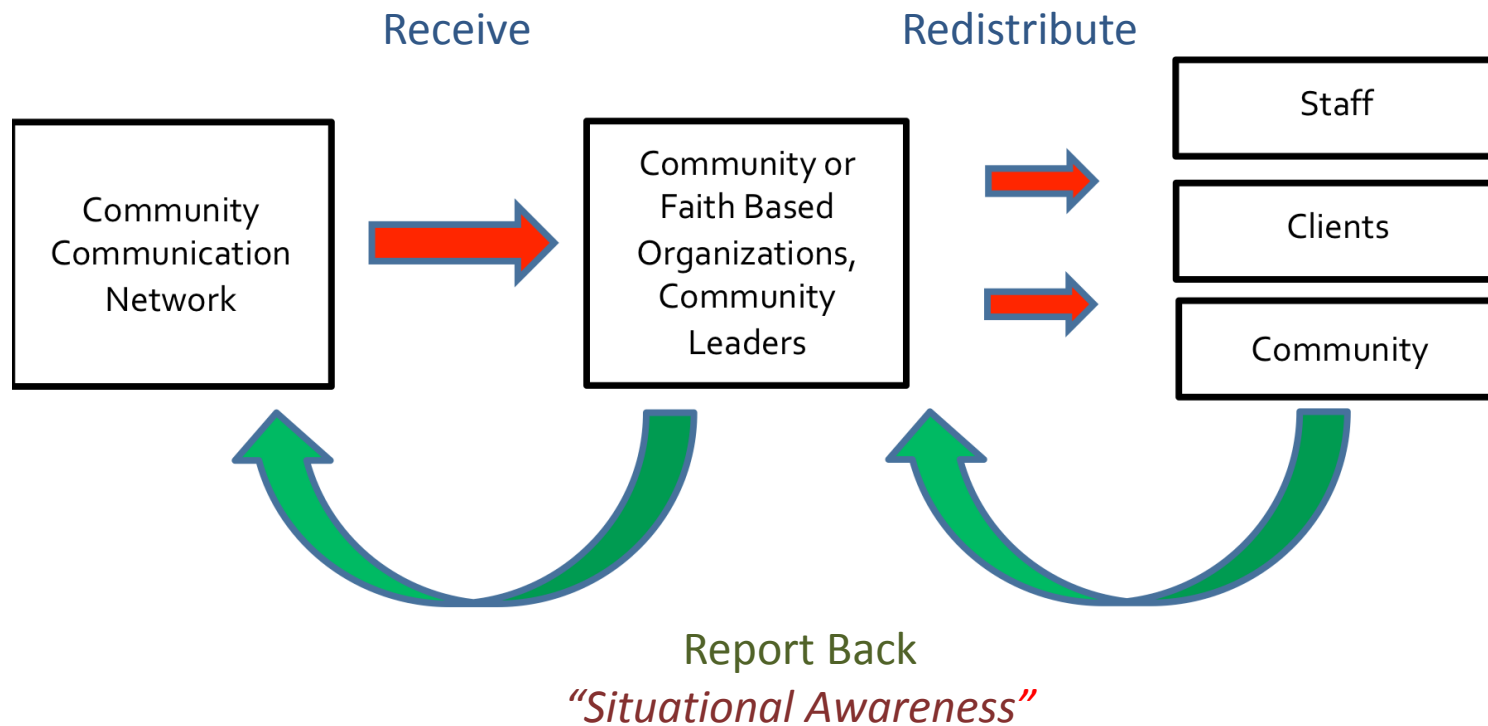 Receive
Redistribute
Community
Communication
Network
Community or
Faith Based
Organizations,
Community
Leaders
Staff
Clients
Community
Report Back
“Situational Awareness”